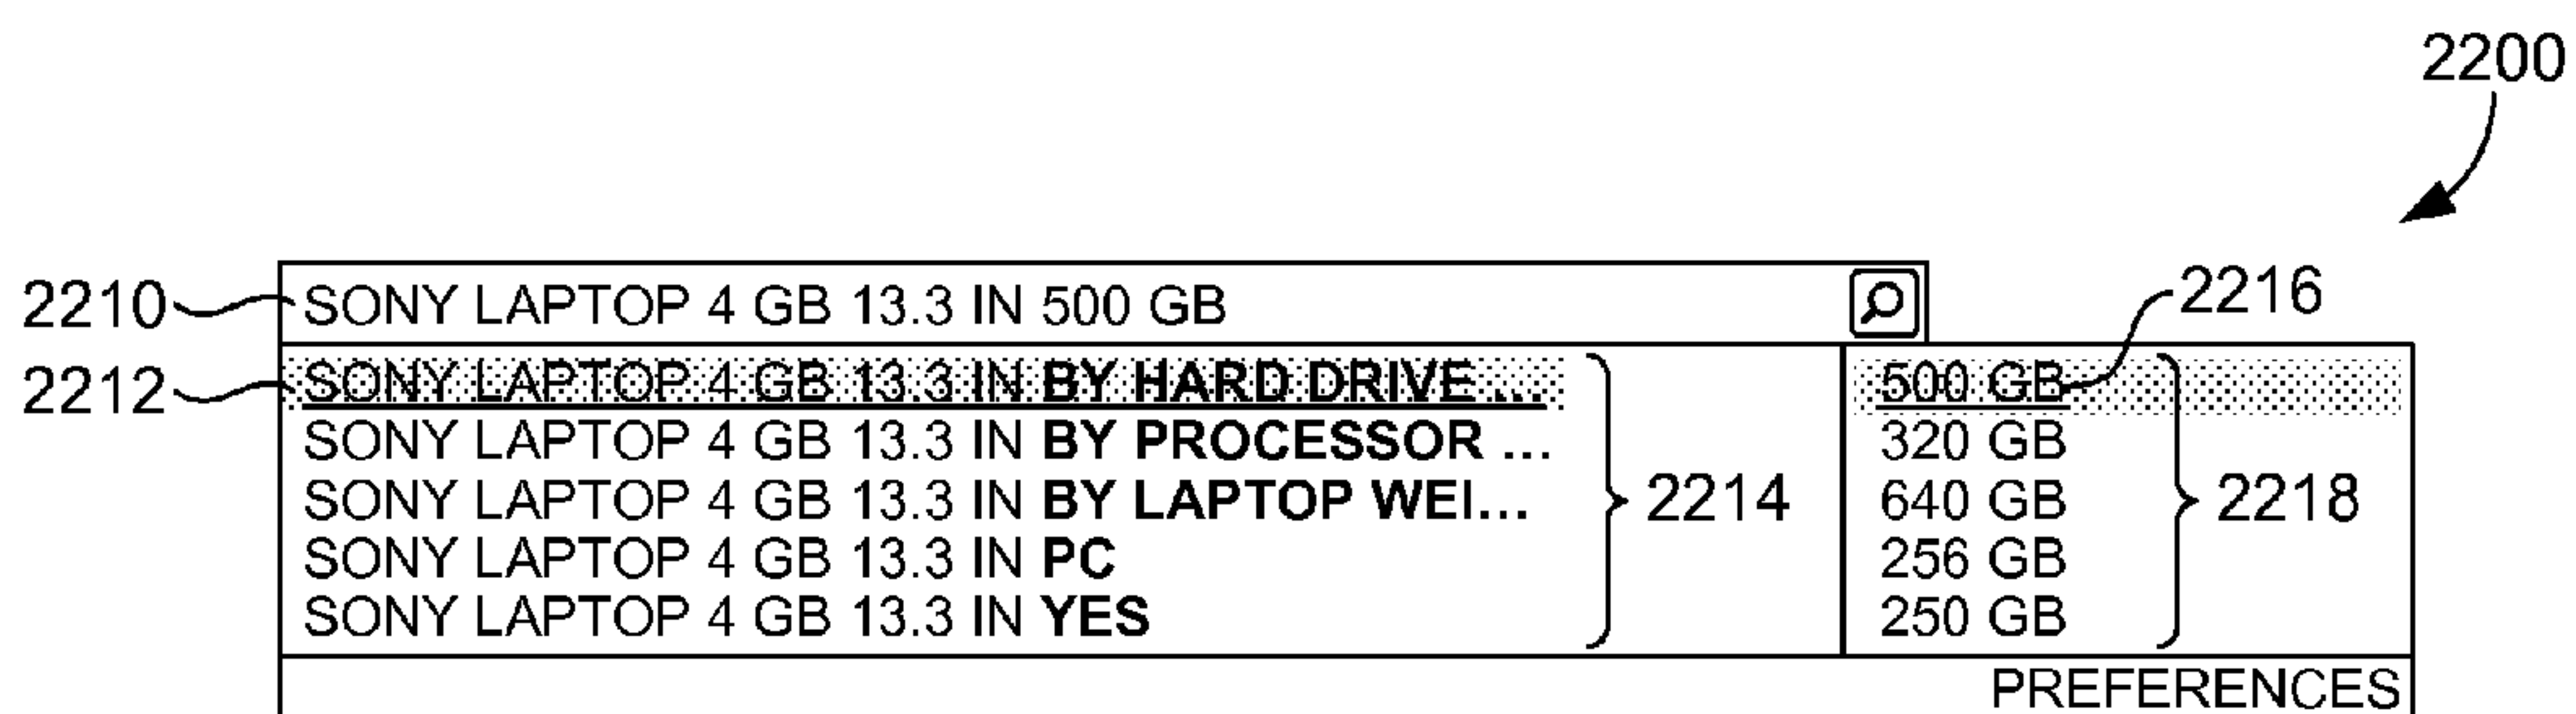 2200
2210 SONY LAPTOP 4 GB 13.3 IN 500 GB 2216
2212 SONY LAPTOP 4 GB 13.3 IN BY HARD DRIVE ... 500 GB
SONY LAPTOP 4 GB 13.3 IN BY PROCESSOR ... 320 GB
SONY LAPTOP 4 GB 13.3 IN BY LAPTOP WEI... 2214 640 GB 2218
SONY LAPTOP 4 GB 13.3 IN PC 256 GB
SONY LAPTOP 4 GB 13.3 IN YES 250 GB
PREFERENCES